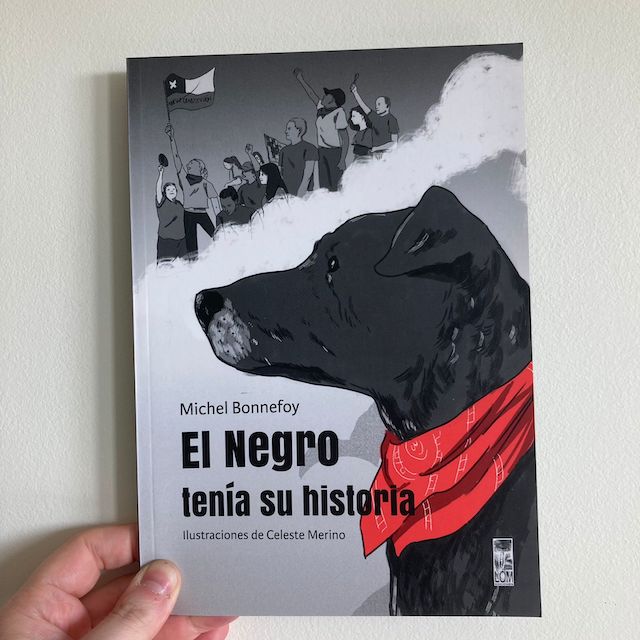 Michel Bonnefoy
El Negro
tenía su historia
Ilustraciones de Celeste Merino
LOM